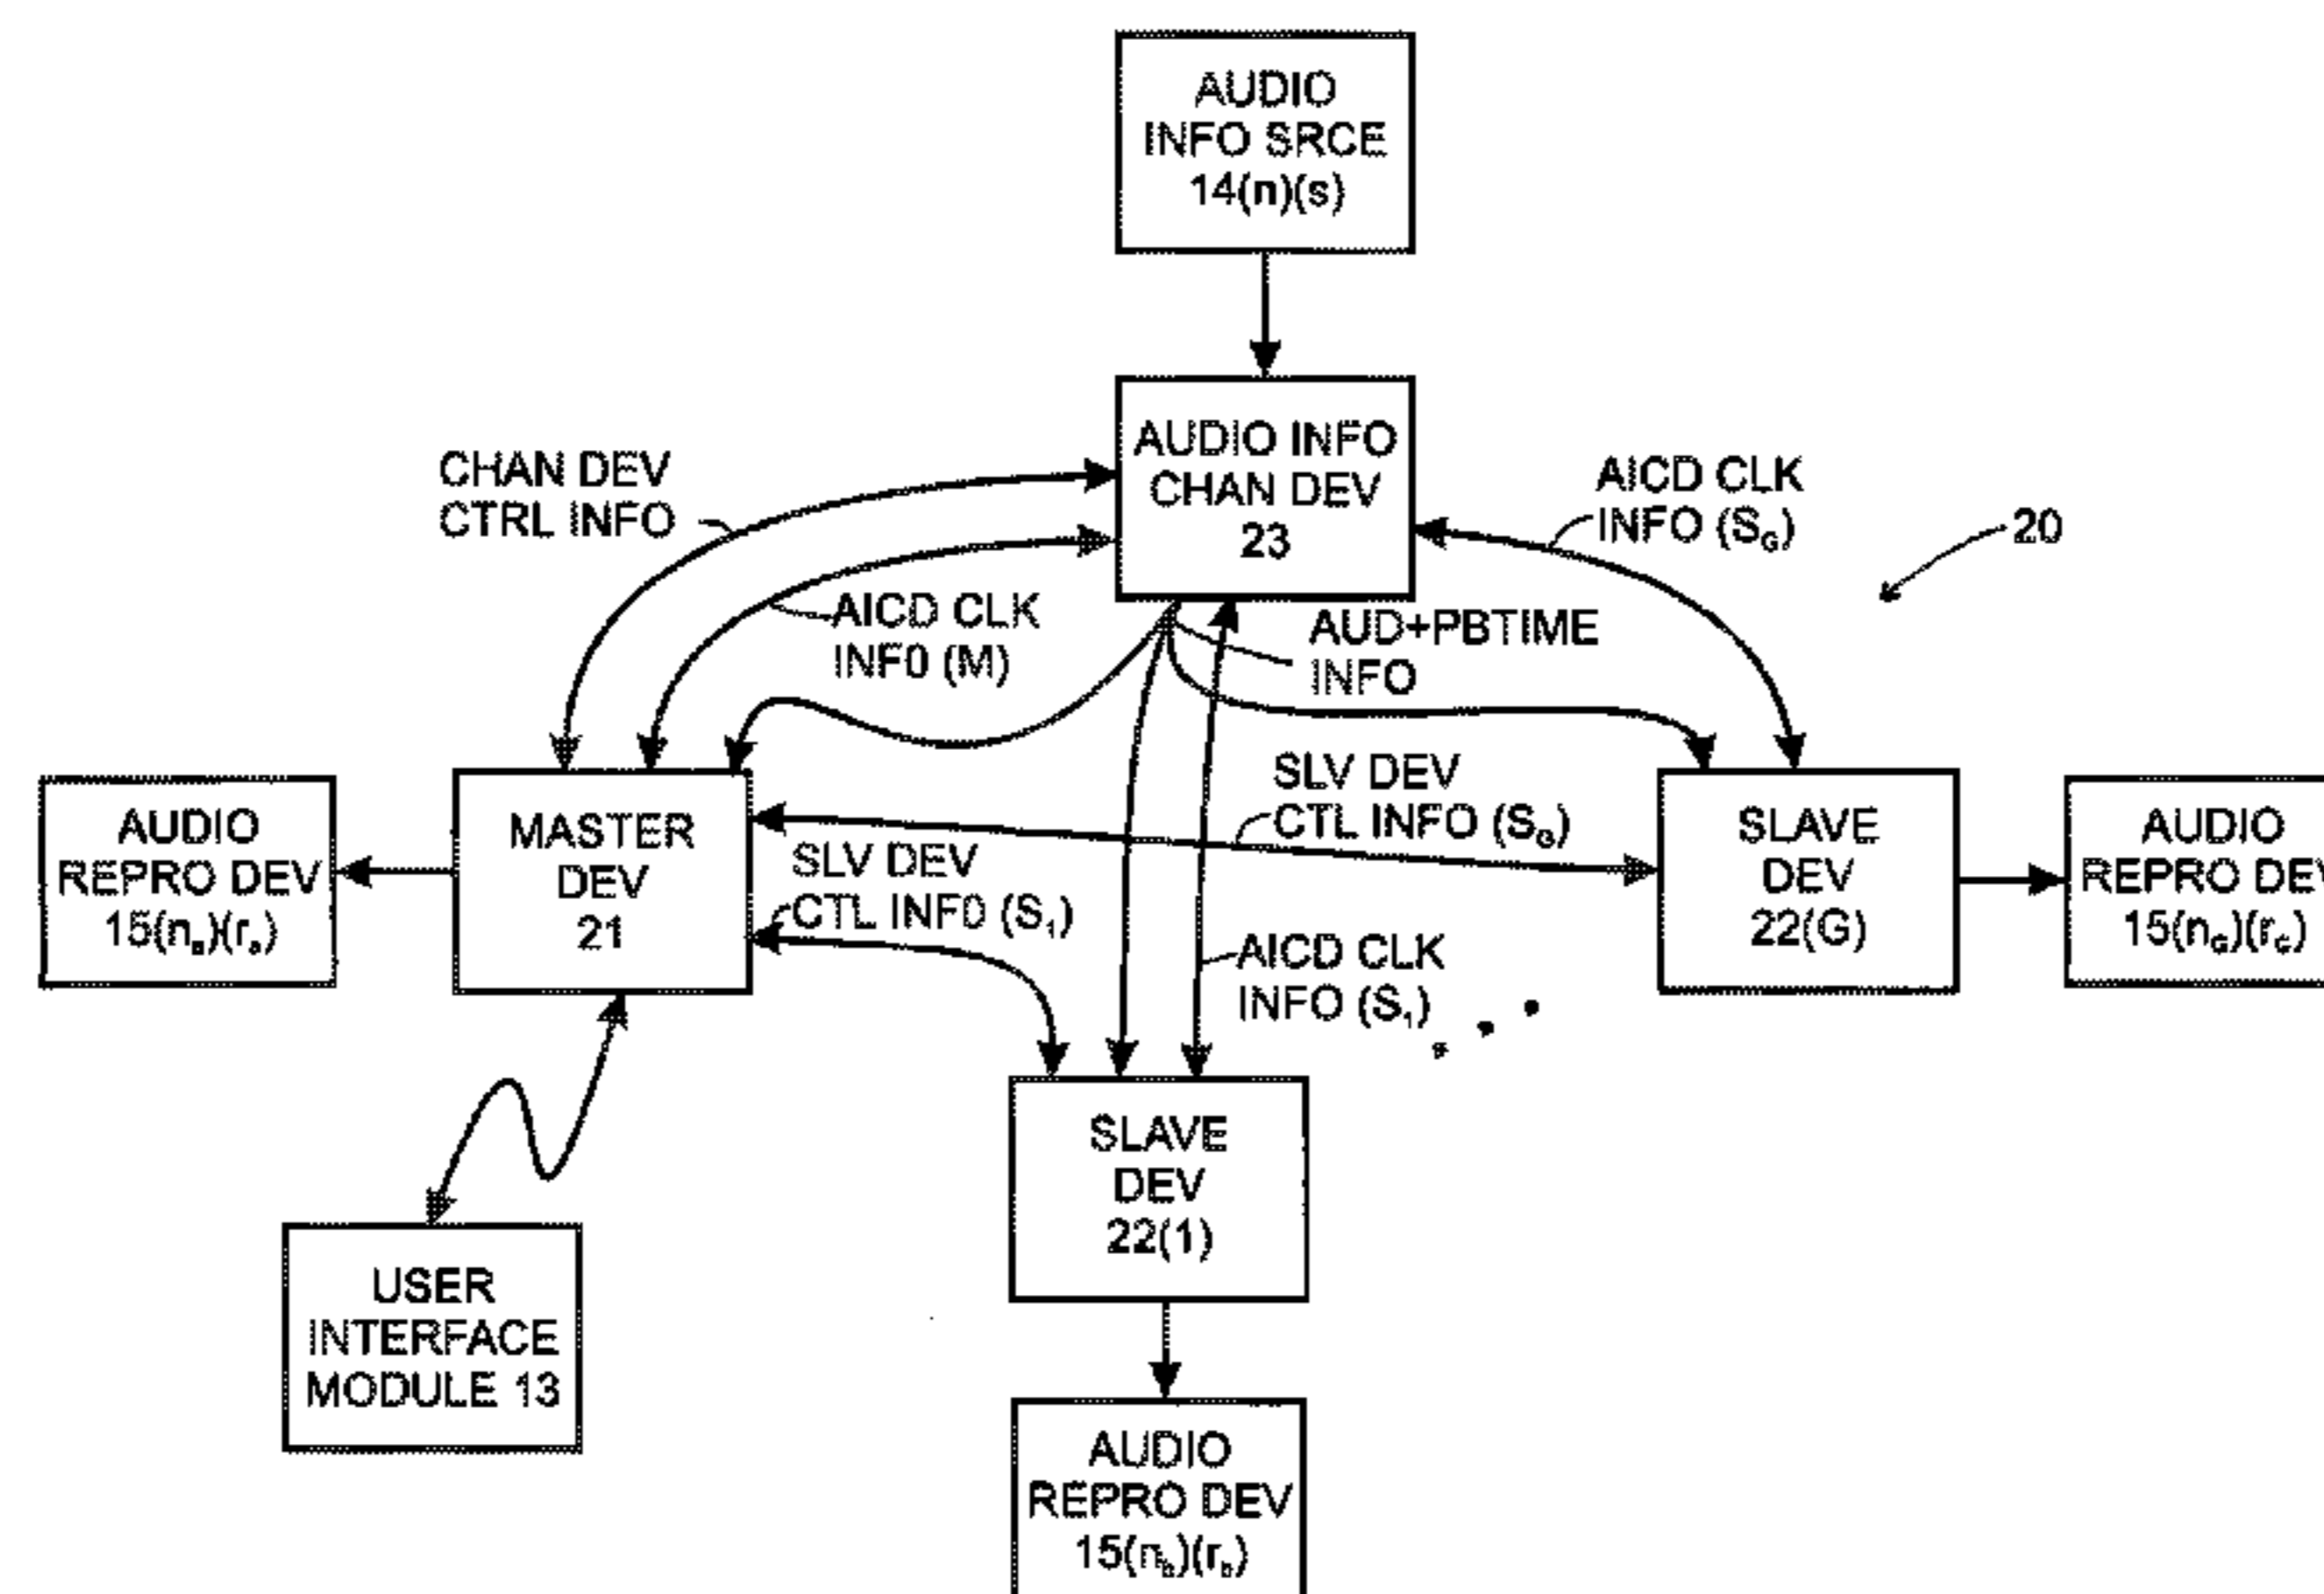 AUDIO
INFO SRCE
14(n)(s)
AUDIO INFO
CHAN DEV
23
CHAN DEV
CTRL INFO
AICD CLK
INFO (S_G)
20
AICD CLK
INF0 (M)
AUD+PBTIME
INFO
SLV DEV
CTL INFO (S_G)
AUDIO
REPRO DEV
15(n_a)(r_a)
MASTER
DEV
21
SLV DEV
CTL INF0 (S_1)
SLAVE
DEV
22(G)
AUDIO
REPRO DEV
15(n_G)(r_G)
AICD CLK
INFO (S_1)
SLAVE
DEV
22(1)
USER
INTERFACE
MODULE 13
AUDIO
REPRO DEV
15(n_b)(r_b)